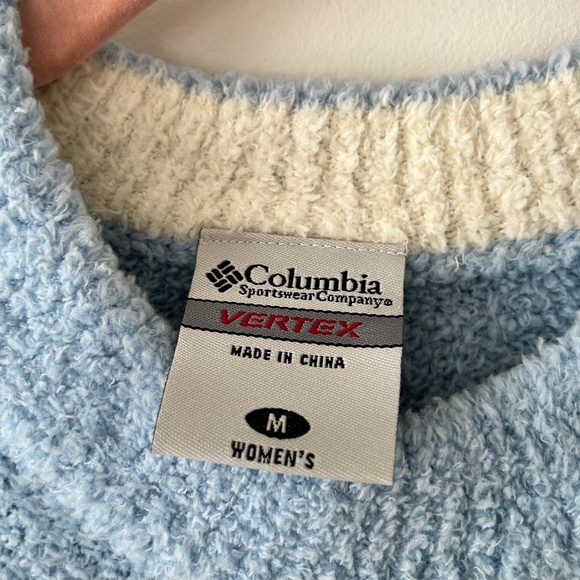 Columbia
Sportswear Company®
VERTEX
MADE IN CHINA
M
WOMEN'S